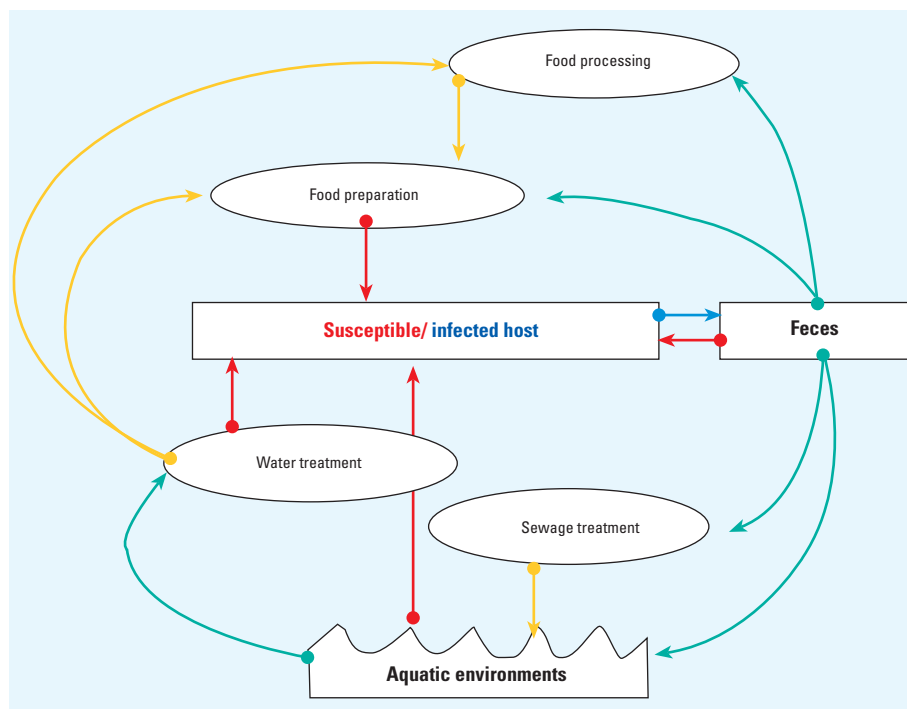 Food processing
Food preparation
Susceptible/ infected host
Feces
Water treatment
Sewage treatment
Aquatic environments